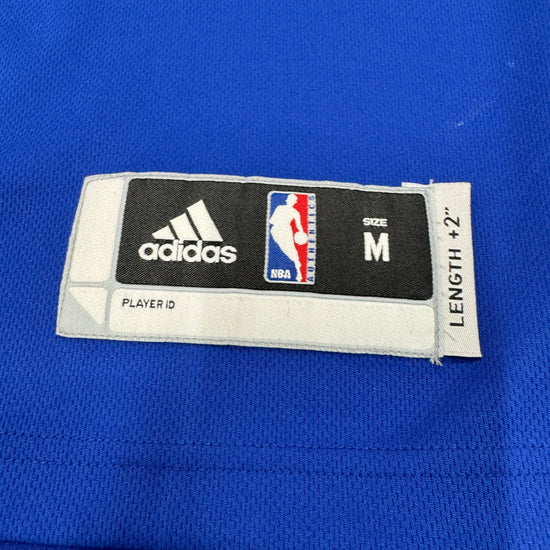 adidas
NBA
AUTHENTICS
SIZE
M
PLAYER ID
LENGTH +2"